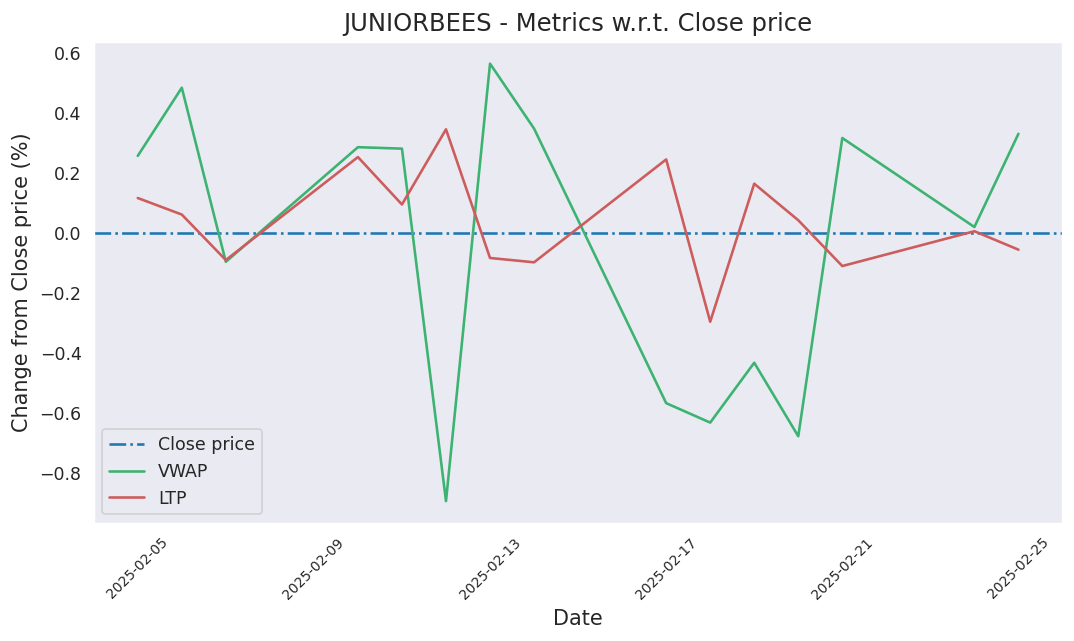 JUNIORBEES - Metrics w.r.t. Close price
Change from Close price (%)
0.6
0.4
0.2
0.0
−0.2
−0.4
−0.6
−0.8
Close price
VWAP
LTP
2025-02-05
2025-02-09
2025-02-13
2025-02-17
2025-02-21
2025-02-25
Date